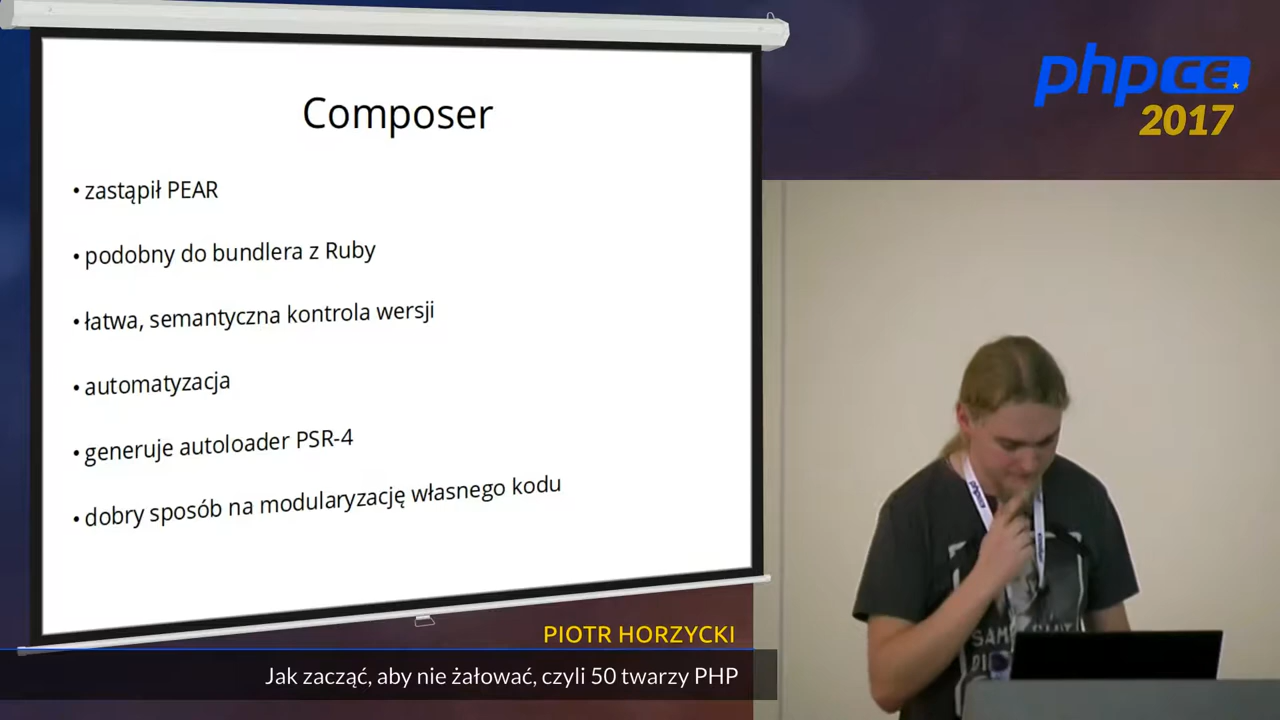 Composer
• zastąpił PEAR
• podobny do bundlera z Ruby
• łatwa, semantyczna kontrola wersji
• automatyzacja
• generuje autoloader PSR-4
• dobry sposób na modularyzację własnego kodu
phpCE
2017
PIOTR HORZYCKI
Jak zacząć, aby nie żałować, czyli 50 twarzy PHP